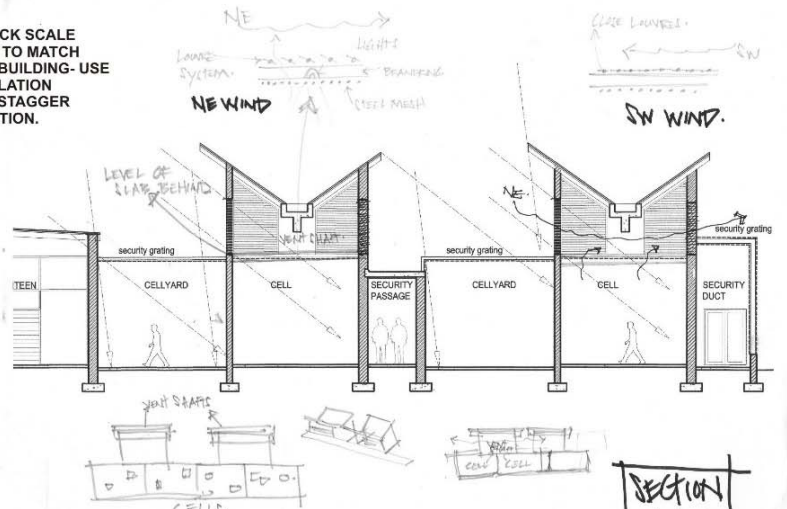 CK SCALE
TO MATCH
BUILDING- USE
LATION
STAGGER
TION.
NE
LIGHTS
LOUVRE
SYSTEM.
BRANDERING
STEEL MESH
NE WIND
CLOSE LOUVRES.
SW
SW WIND.
LEVEL OF
SLAB BEHIND
VENT SHAFT.
NE.
security grating
security grating
security grating
TEEN
CELLYARD
CELL
SECURITY
PASSAGE
CELLYARD
CELL
SECURITY
DUCT
VENT SHAFTS
CELLS
CELL
CELL
SECTION